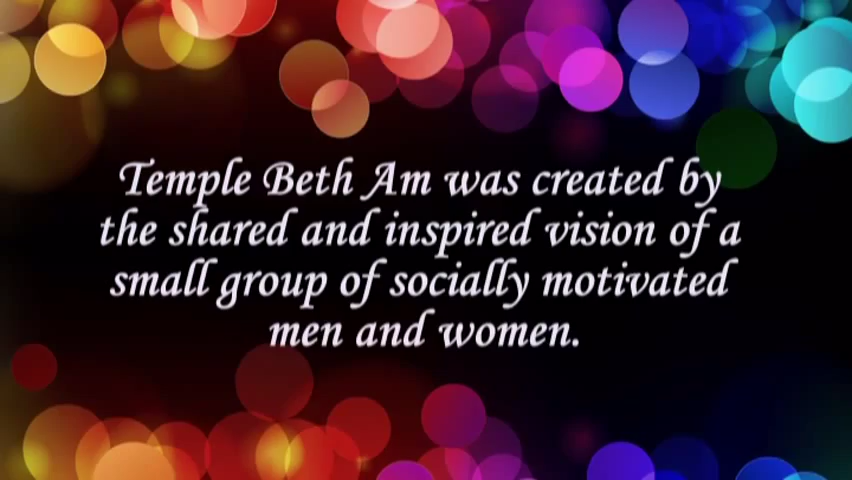 Temple Beth Am was created by
the shared and inspired vision of a
small group of socially motivated
men and women.